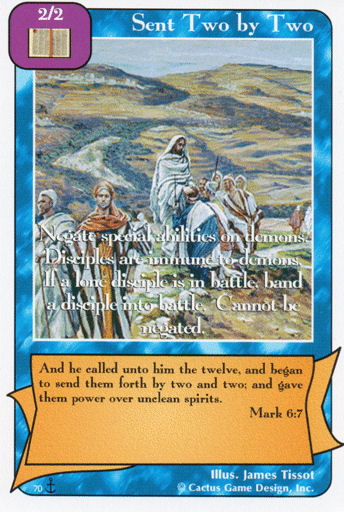 2/2
Sent Two by Two
Negate special abilities on demons.
Disciples are immune to demons.
If a lone disciple is in battle, band
a disciple into battle. Cannot be
negated.
And he called unto him the twelve, and began
to send them forth by two and two; and gave
them power over unclean spirits.
Mark 6:7
Illus. James Tissot
70
© Cactus Game Design, Inc.